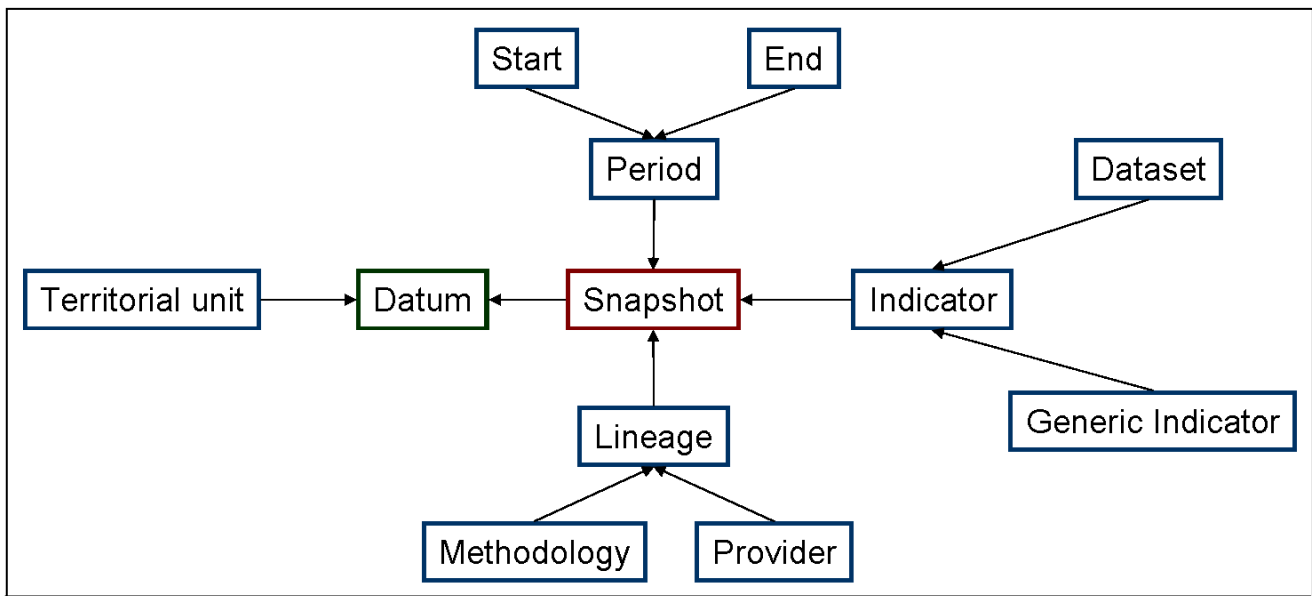 Start
End
Period
Dataset
Territorial unit
Datum
Snapshot
Indicator
Lineage
Generic Indicator
Methodology
Provider